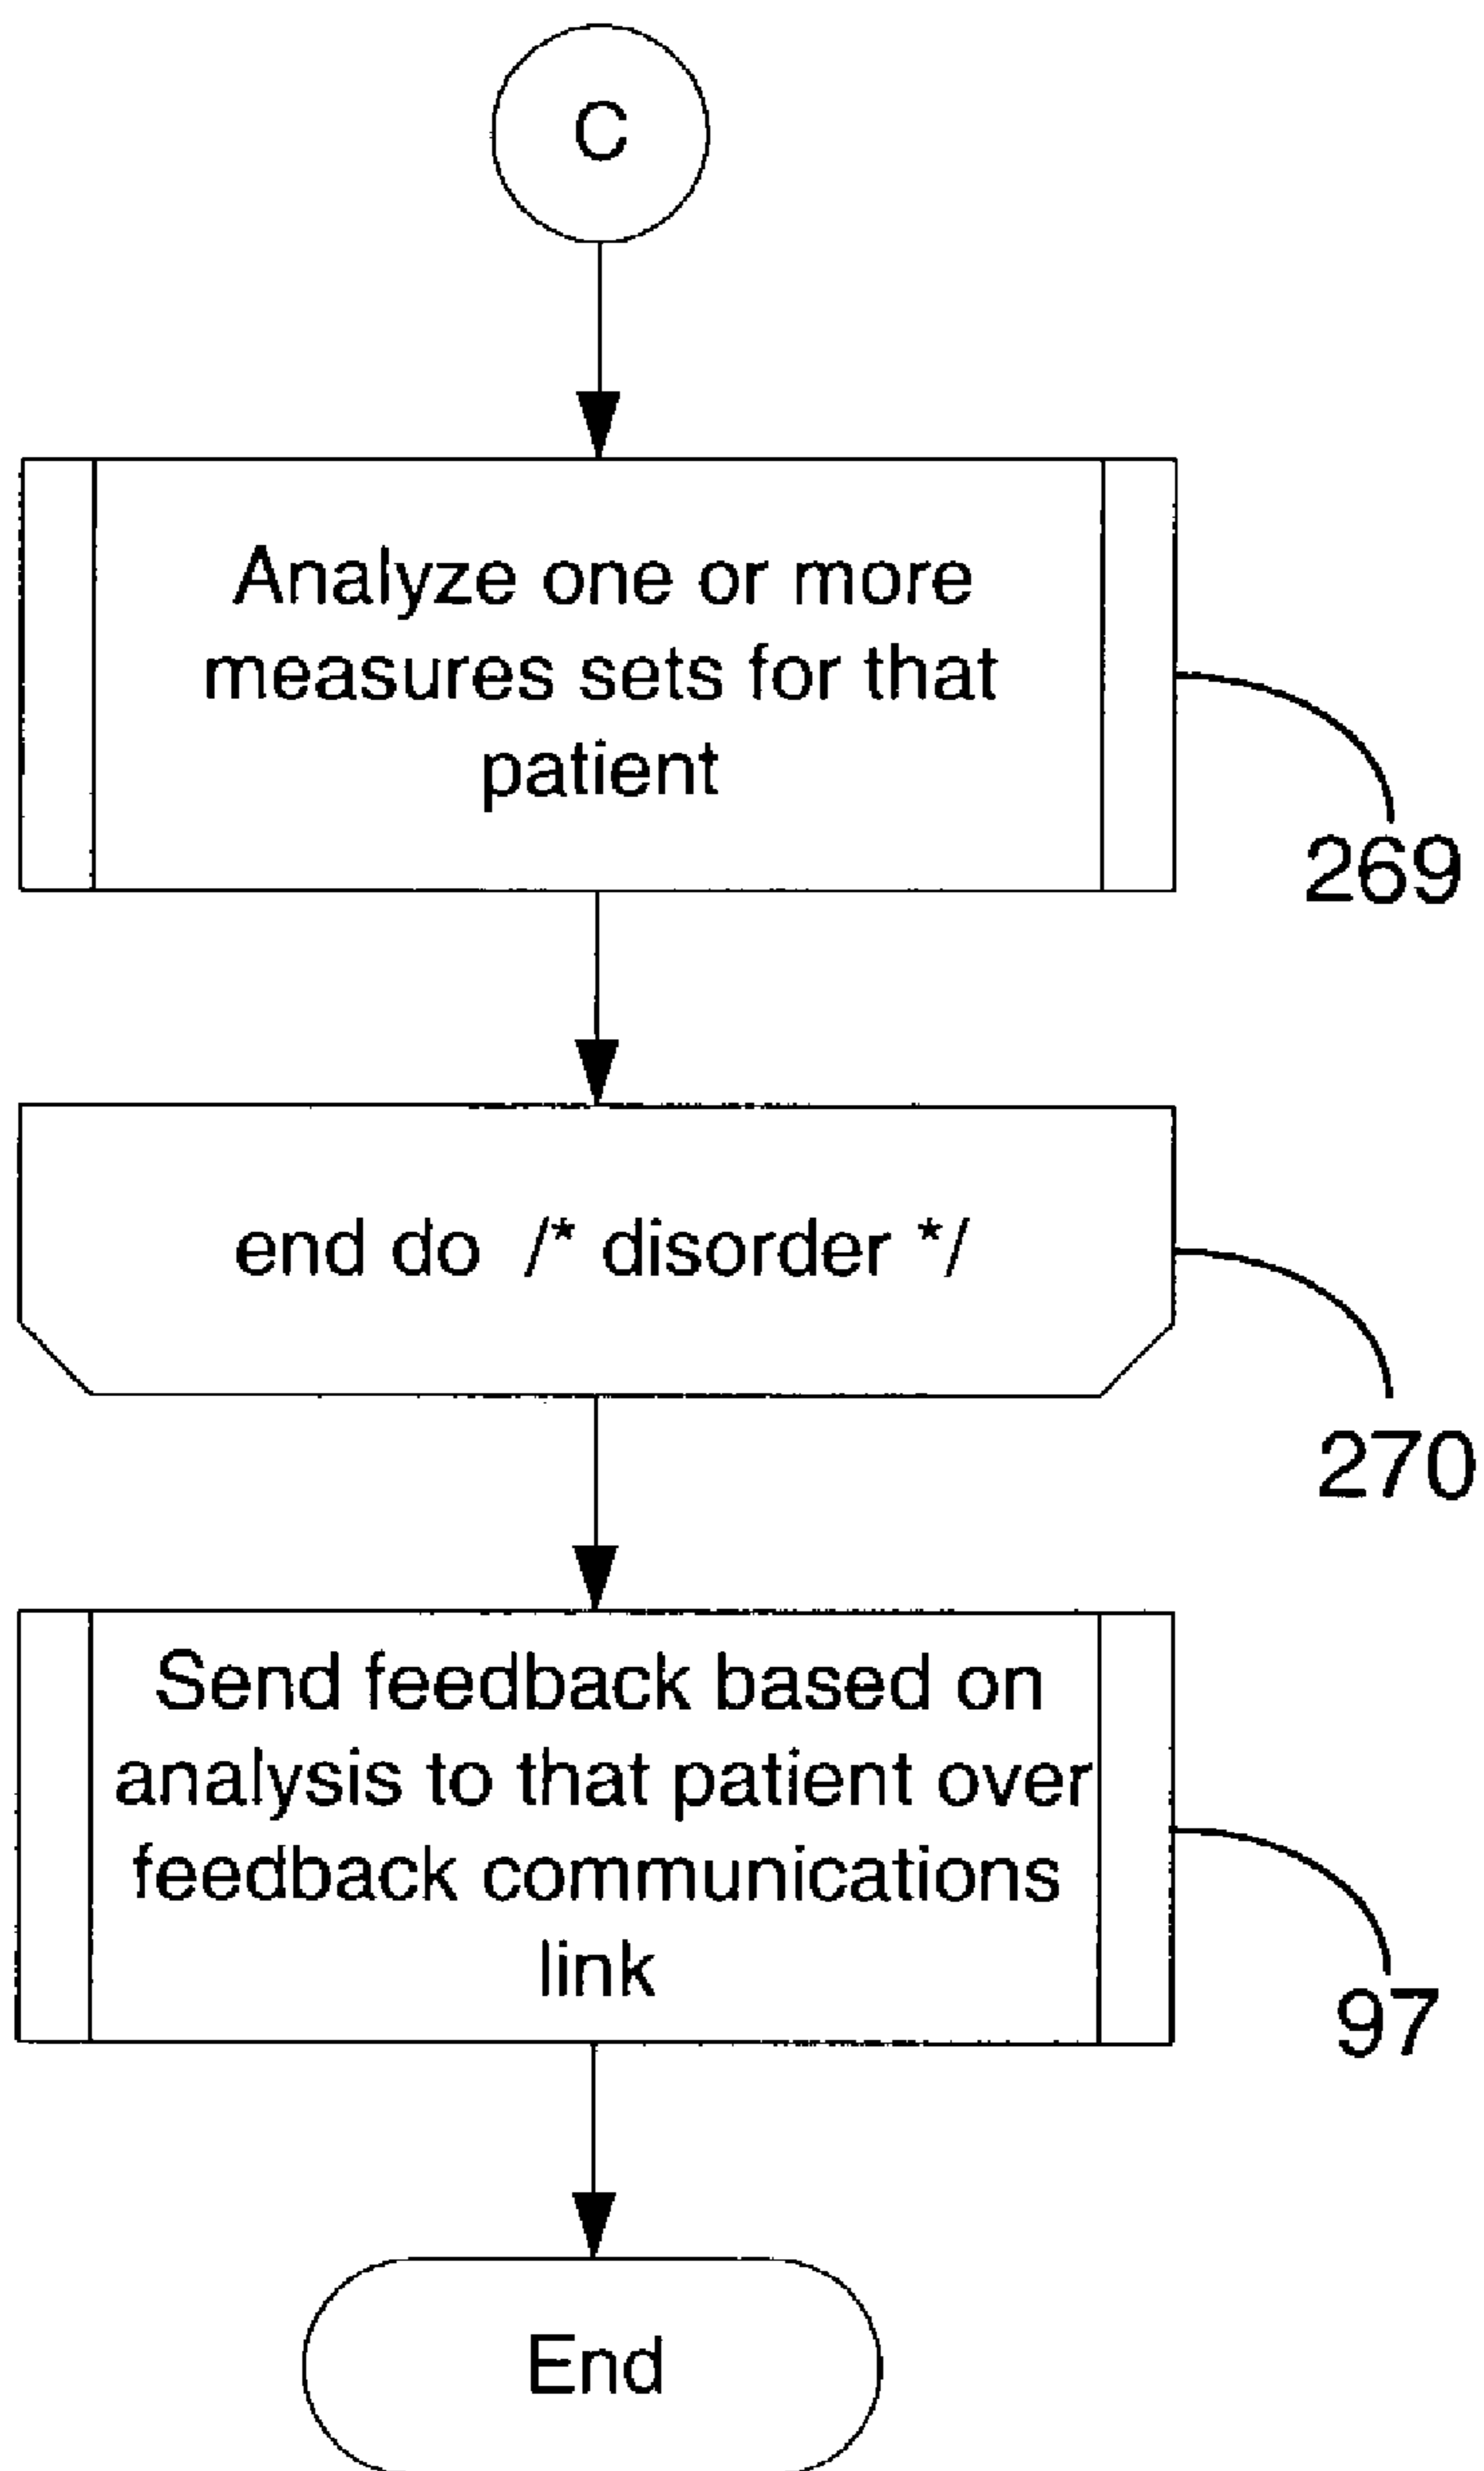 C
Analyze one or more
measures sets for that
patient
269
end do /* disorder */
270
Send feedback based on
analysis to that patient over
feedback communications
link
97
End